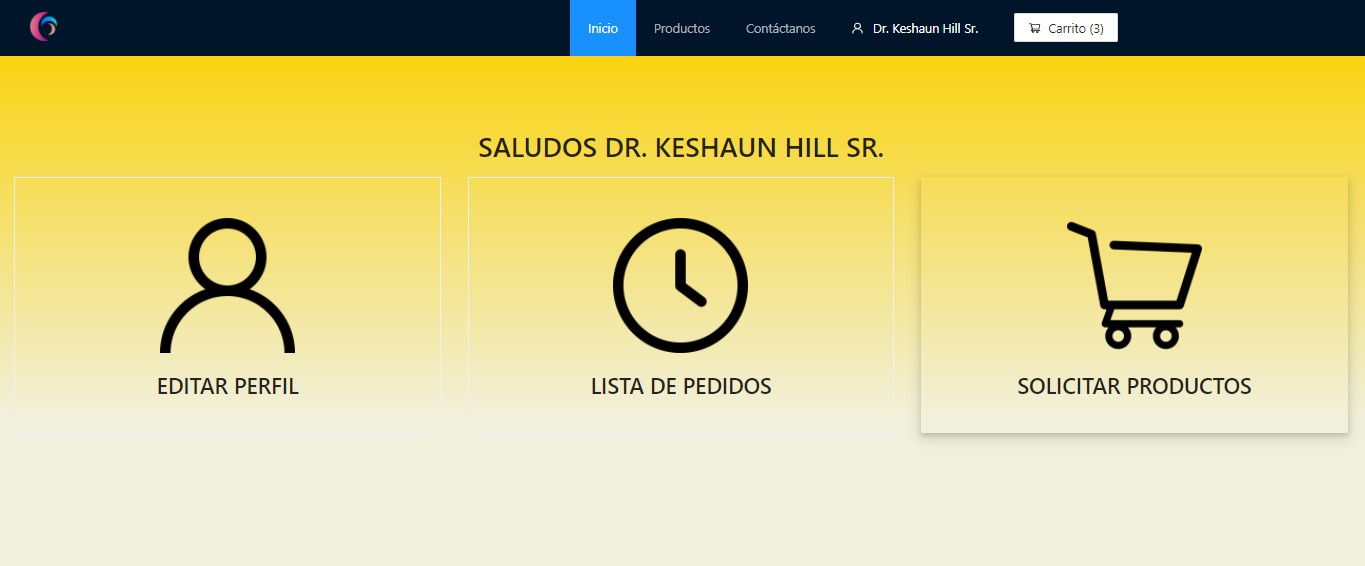 Inicio Productos Contáctanos Dr. Keshaun Hill Sr. Carrito (3)
SALUDOS DR. KESHAUN HILL SR.
EDITAR PERFIL
LISTA DE PEDIDOS
SOLICITAR PRODUCTOS